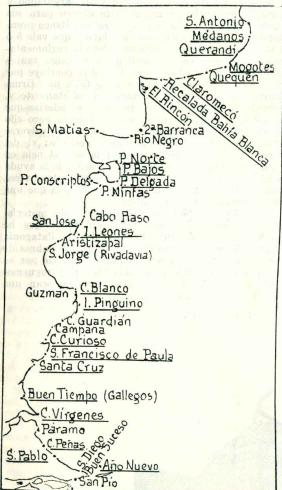 S. Antonio
Médanos
Querandí
Mogotes
Quequén
Claromecó
Recalada Bahía Blanca
El Rincón
S. Matías
2ª Barranca
Río Negro
P. Norte
P. Bajos
P. Delgada
P. Conscriptos
P. Ninfas
San José
Cabo Raso
I. Leones
Aristizábal
S. Jorge (Rivadavia)
Guzmán
C. Blanco
I. Pinguino
C. Guardián
Campana
C. Curioso
S. Francisco de Paula
Santa Cruz
Buen Tiempo (Gallegos)
C. Vírgenes
Páramo
C. Peñas
S. Diego
Buen Suceso
S. Pablo
Año Nuevo
San Pío